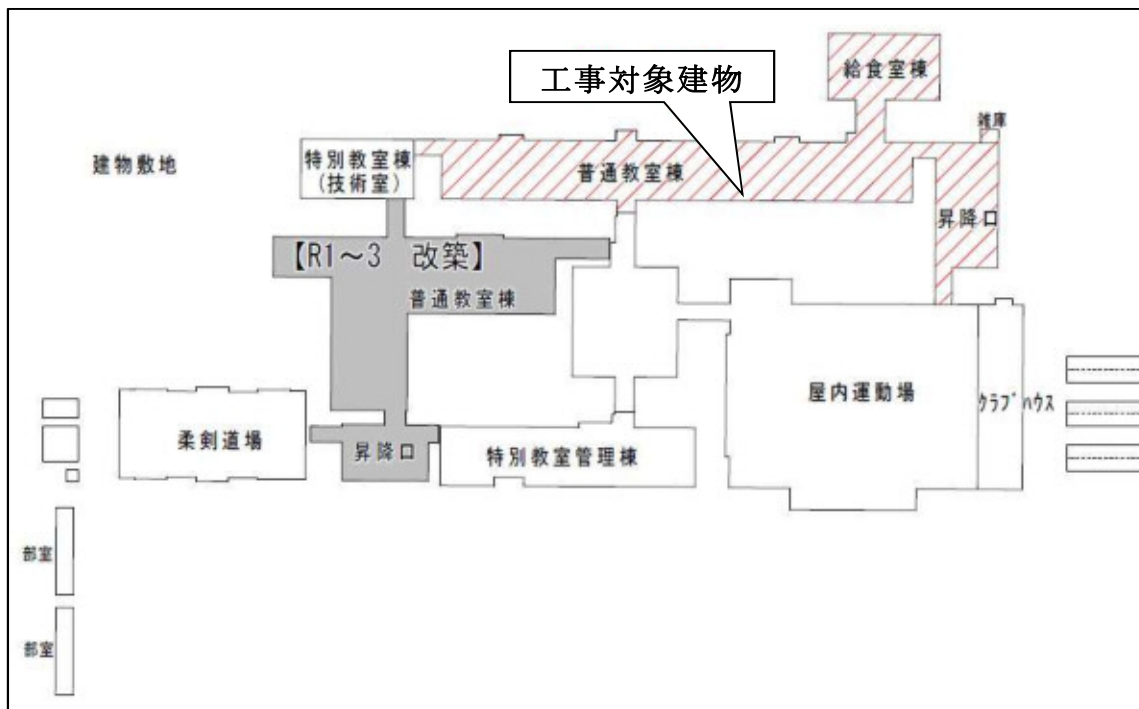 工事対象建物
給食室棟
雑庫
建物敷地
特別教室棟
(技術室)
普通教室棟
昇降口
【R1～3 改築】
普通教室棟
屋内運動場
クラブハウス
柔剣道場
昇降口
特別教室管理棟
部室
部室